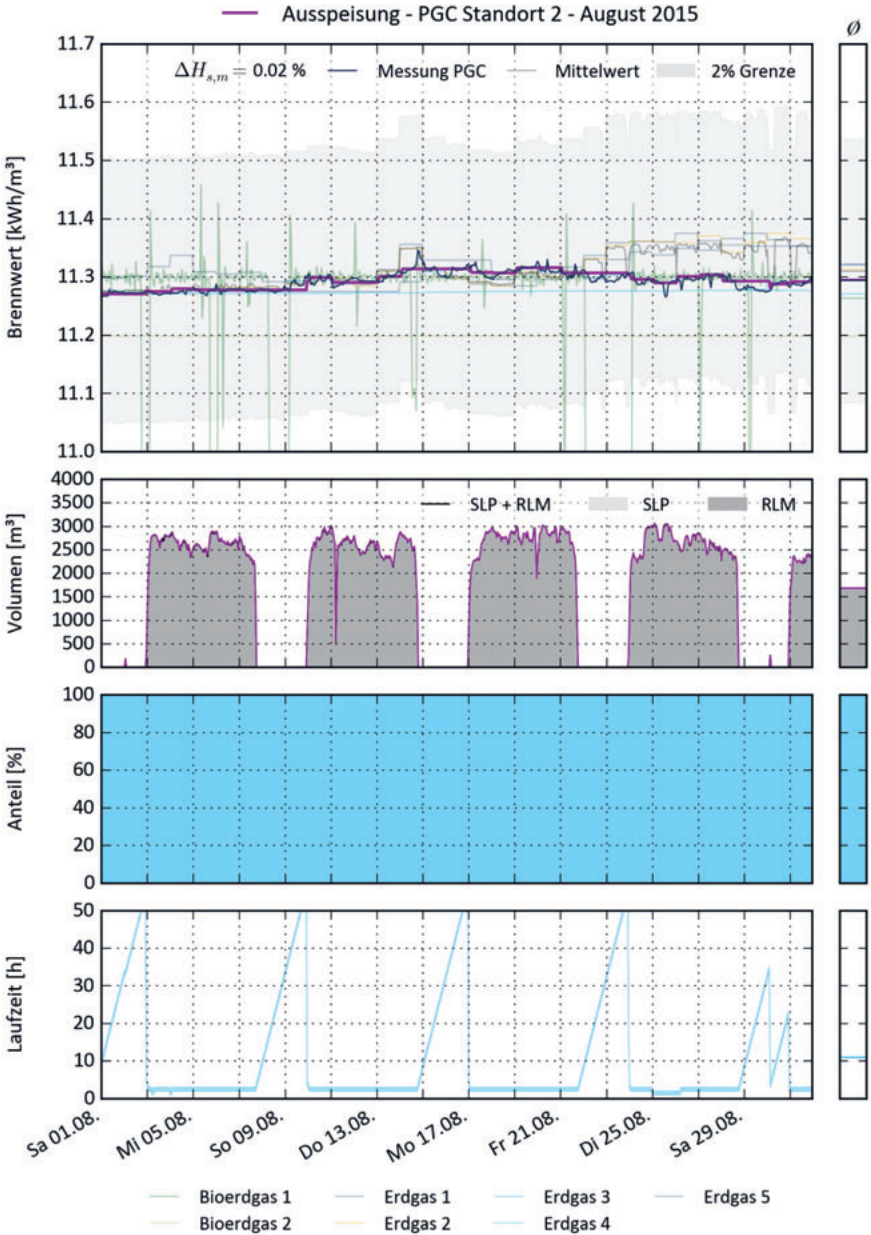 Ausspeisung - PGC Standort 2 - August 2015
Ø
ΔH_{s,m} = 0.02 % Messung PGC Mittelwert 2% Grenze
Brennwert [kWh/m³]
11.7
11.6
11.5
11.4
11.3
11.2
11.1
11.0
SLP + RLM SLP RLM
Volumen [m³]
4000
3500
3000
2500
2000
1500
1000
500
0
Anteil [%]
100
80
60
40
20
0
Laufzeit [h]
50
40
30
20
10
0
Sa 01.08. Mi 05.08. So 09.08. Do 13.08. Mo 17.08. Fr 21.08. Di 25.08. Sa 29.08.
Bioerdgas 1 Erdgas 1 Erdgas 3 Erdgas 5
Bioerdgas 2 Erdgas 2 Erdgas 4